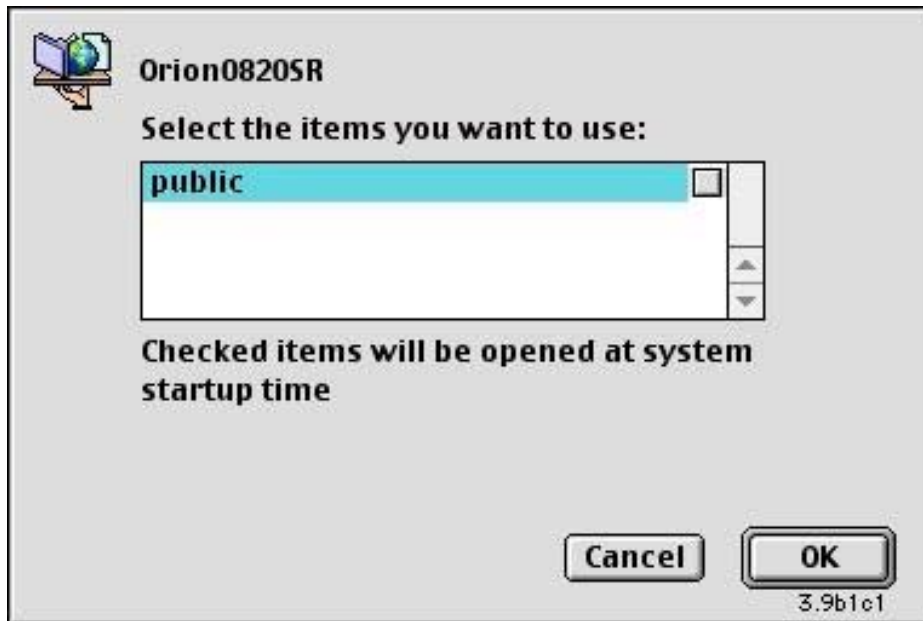 Orion0820SR
Select the items you want to use:
public
Checked items will be opened at system
startup time
Cancel
OK
3.9b1c1